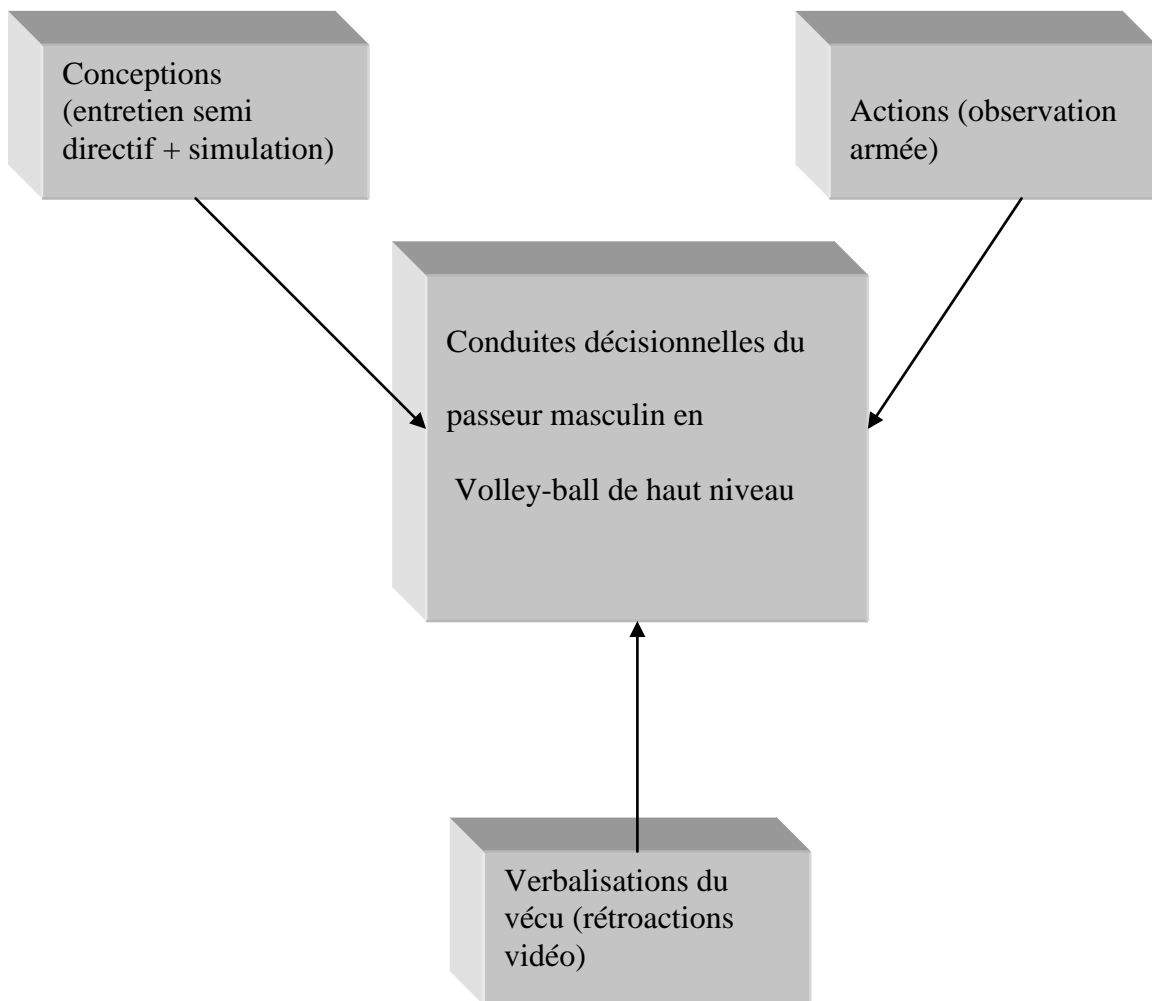 Conceptions
(entretien semi
directif + simulation)
Actions (observation
armée)
Conduites décisionnelles du
passeur masculin en
Volley-ball de haut niveau
Verbalisations du
vécu (rétroactions
vidéo)